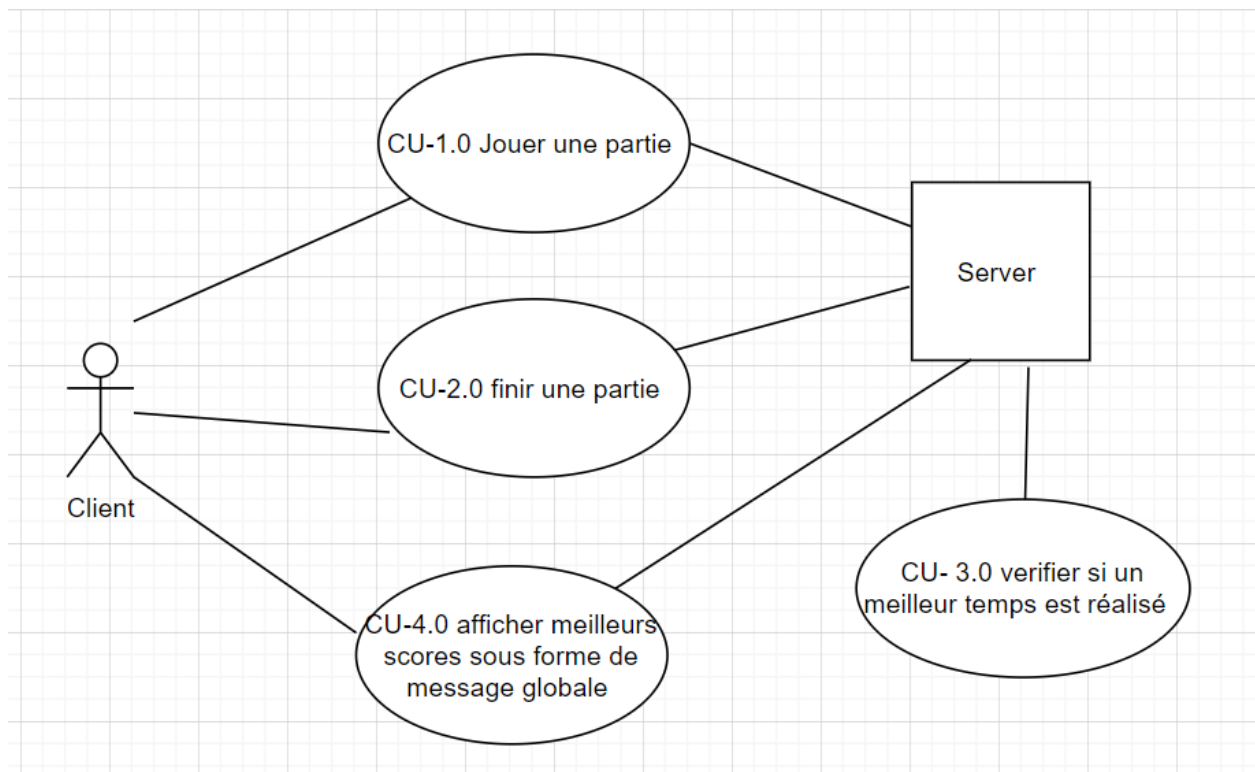 CU-1.0 Jouer une partie
Server
CU-2.0 finir une partie
Client
CU- 3.0 verifier si un
meilleur temps est réalisé
CU-4.0 afficher meilleurs
scores sous forme de
message globale